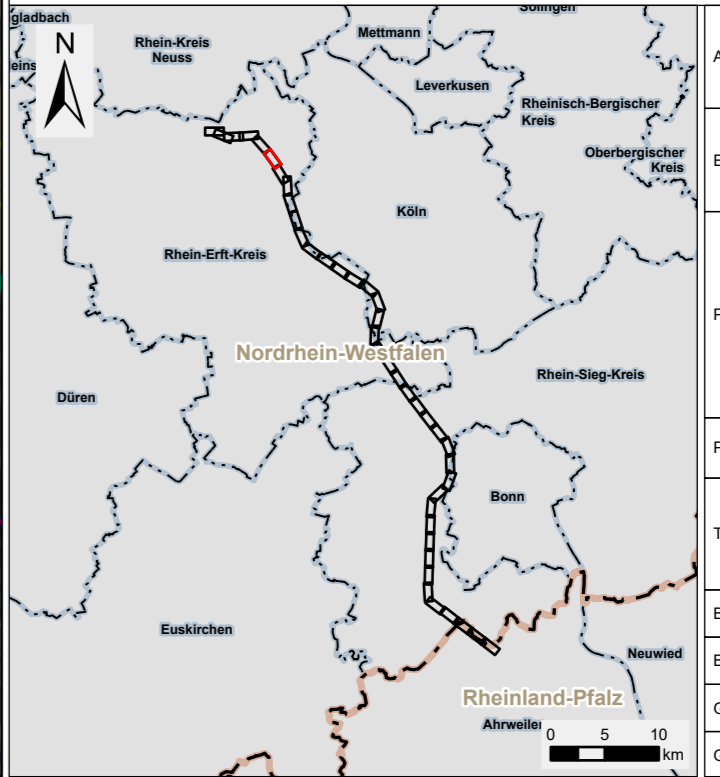 gladbach
Solingen
Mettmann
N
Rhein-Kreis
Neuss
eins
Leverkusen
Rheinisch-Bergischer
Kreis
Oberbergischer
Kreis
Köln
Rhein-Erft-Kreis
Nordrhein-Westfalen
Rhein-Sieg-Kreis
Düren
Bonn
Euskirchen
Neuwied
Rheinland-Pfalz
Ahrweiler
0 5 10
km